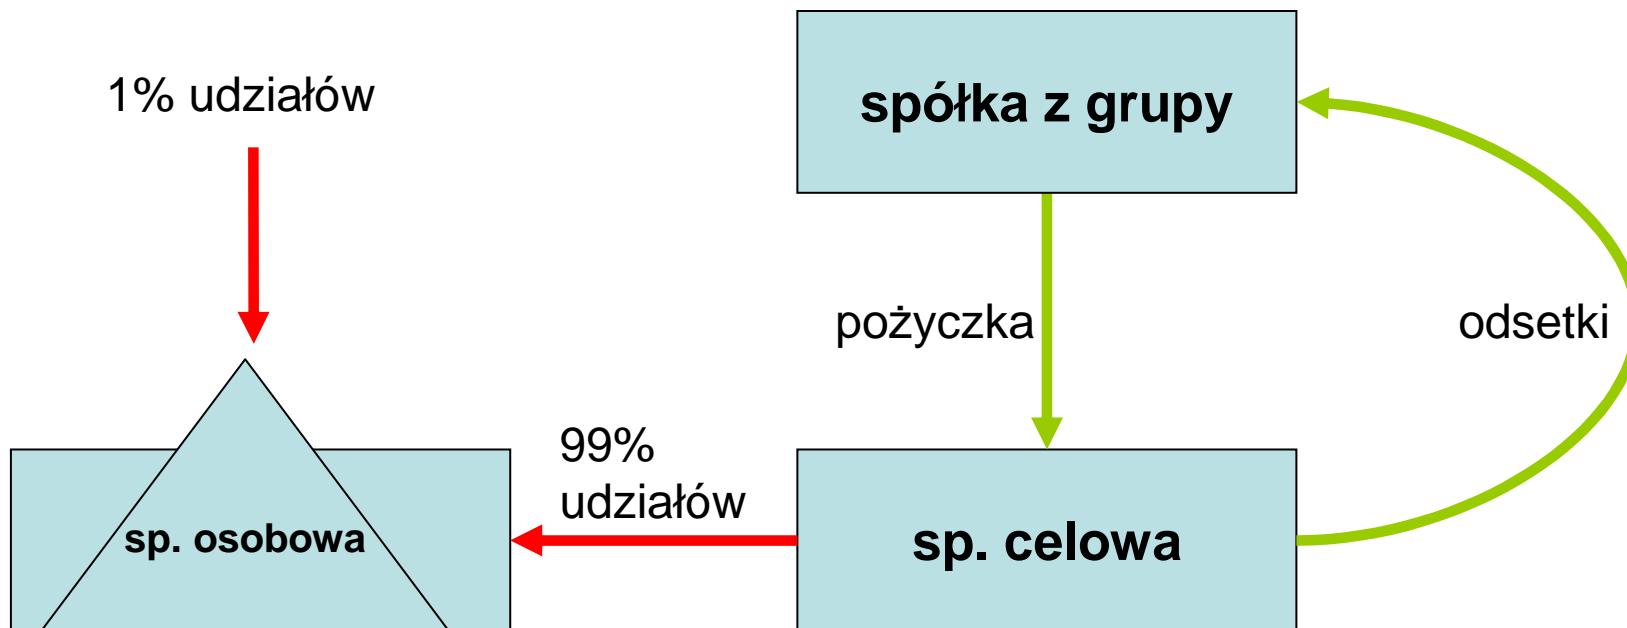 1% udziałów
spółka z grupy
pożyczka
odsetki
99%
udziałów
sp. osobowa
sp. celowa